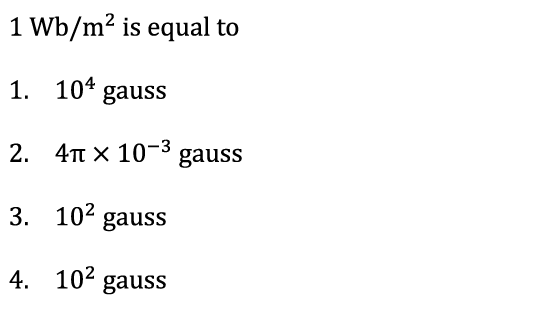 1 Wb/m² is equal to
1. 10⁴ gauss
2. 4π × 10⁻³ gauss
3. 10² gauss
4. 10² gauss